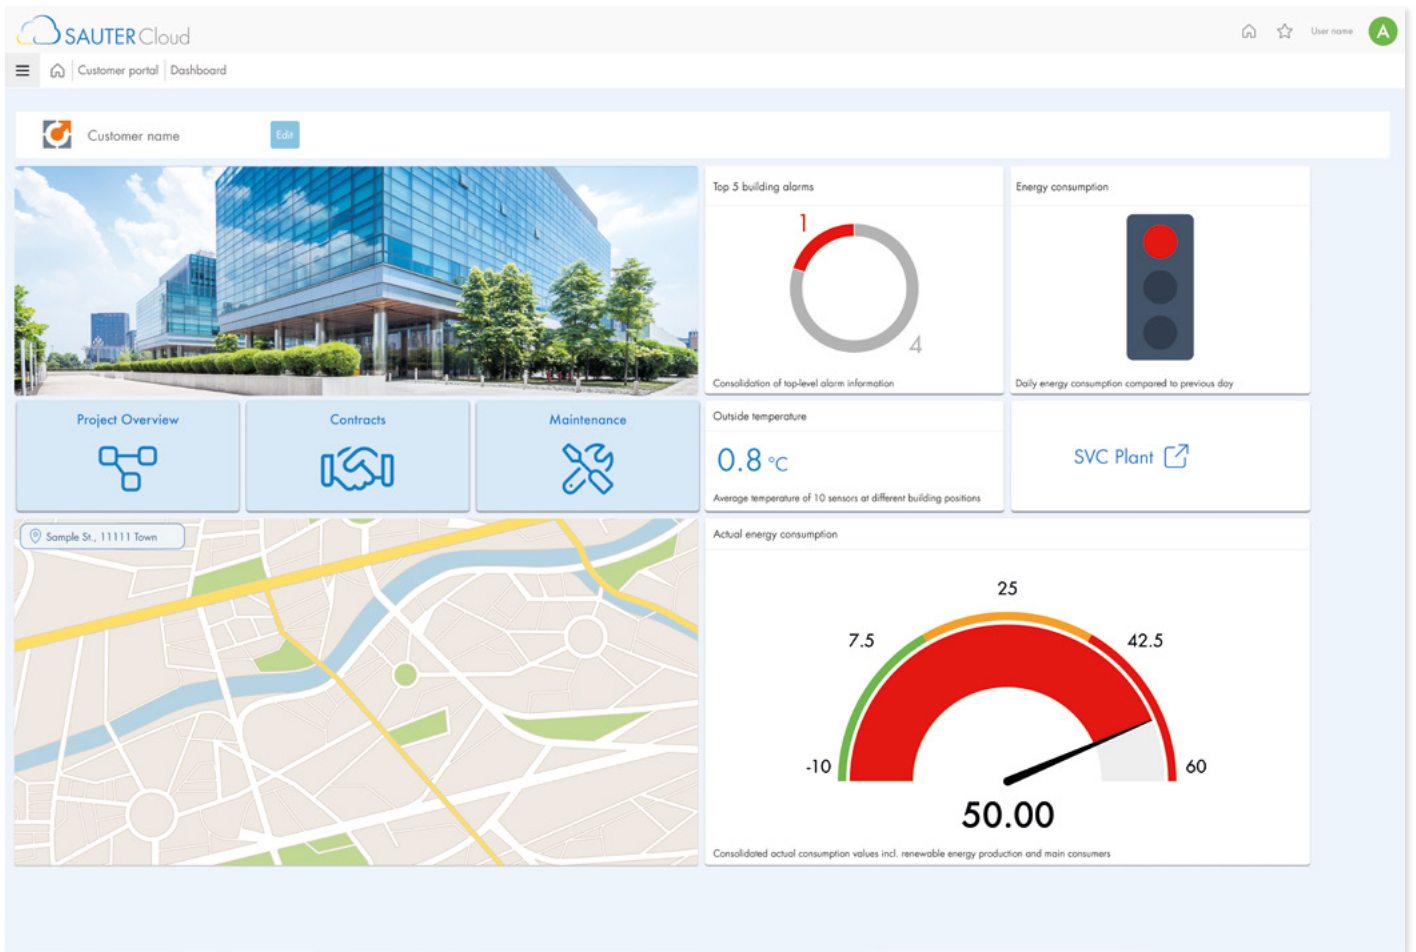 SAUTER Cloud
User name
A
Customer portal
Dashboard
Customer name
Edit
Top 5 building alarms
1
4
Consolidation of top-level alarm information
Energy consumption
Daily energy consumption compared to previous day
Project Overview
Contracts
Maintenance
Outside temperature
0.8 °C
Average temperature of 10 sensors at different building positions
SVC Plant
Sample St., 11111 Town
Actual energy consumption
25
7.5
42.5
-10
60
50.00
Consolidated actual consumption values incl. renewable energy production and main consumers